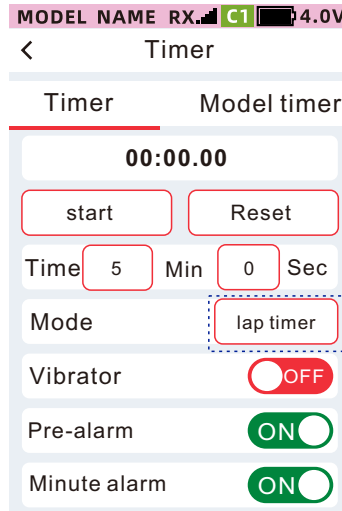 MODEL NAME RX C1 4.0V
< Timer
Timer Model timer
00:00.00
start Reset
Time 5 Min 0 Sec
Mode lap timer
Vibrator OFF
Pre-alarm ON
Minute alarm ON